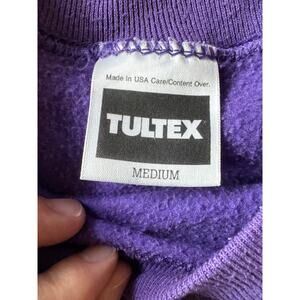 Made In USA Care/Content Over.
TULTEX
MEDIUM